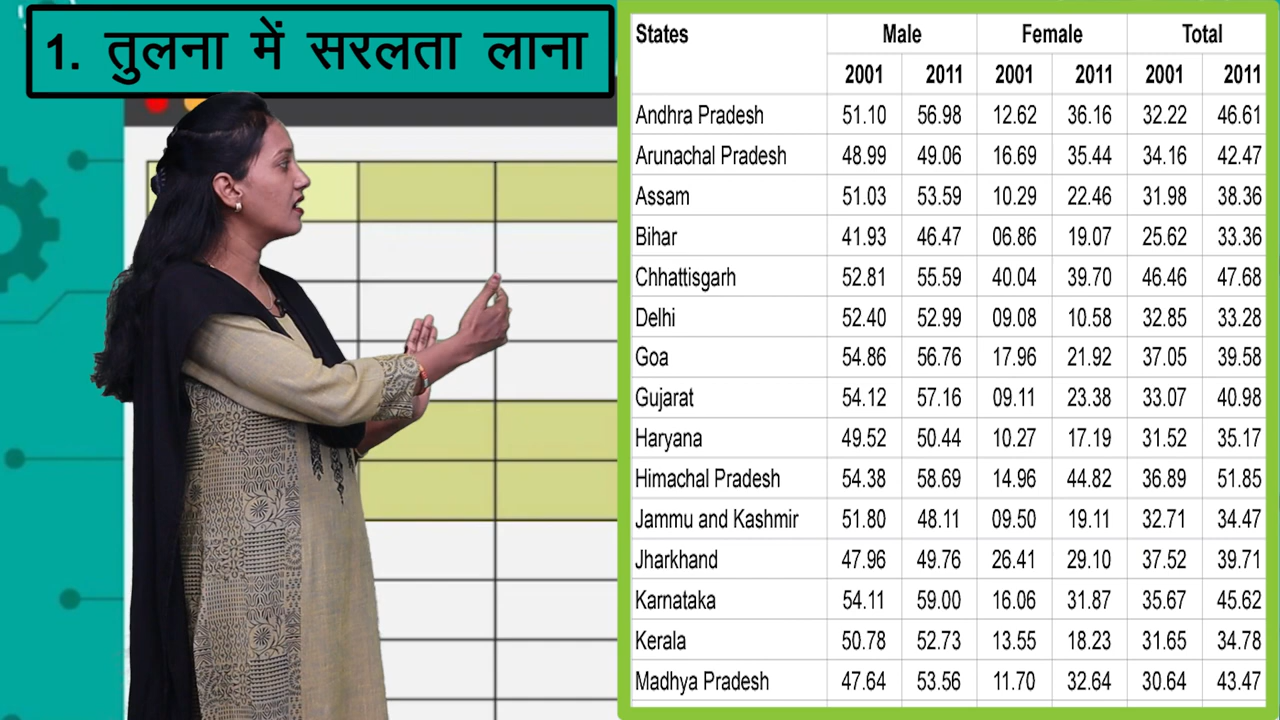 1. तुलना में सरलता लाना
States Male Female Total
2001 2011 2001 2011 2001 2011
Andhra Pradesh 51.10 56.98 12.62 36.16 32.22 46.61
Arunachal Pradesh 48.99 49.06 16.69 35.44 34.16 42.47
Assam 51.03 53.59 10.29 22.46 31.98 38.36
Bihar 41.93 46.47 06.86 19.07 25.62 33.36
Chhattisgarh 52.81 55.59 40.04 39.70 46.46 47.68
Delhi 52.40 52.99 09.08 10.58 32.85 33.28
Goa 54.86 56.76 17.96 21.92 37.05 39.58
Gujarat 54.12 57.16 09.11 23.38 33.07 40.98
Haryana 49.52 50.44 10.27 17.19 31.52 35.17
Himachal Pradesh 54.38 58.69 14.96 44.82 36.89 51.85
Jammu and Kashmir 51.80 48.11 09.50 19.11 32.71 34.47
Jharkhand 47.96 49.76 26.41 29.10 37.52 39.71
Karnataka 54.11 59.00 16.06 31.87 35.67 45.62
Kerala 50.78 52.73 13.55 18.23 31.65 34.78
Madhya Pradesh 47.64 53.56 11.70 32.64 30.64 43.47